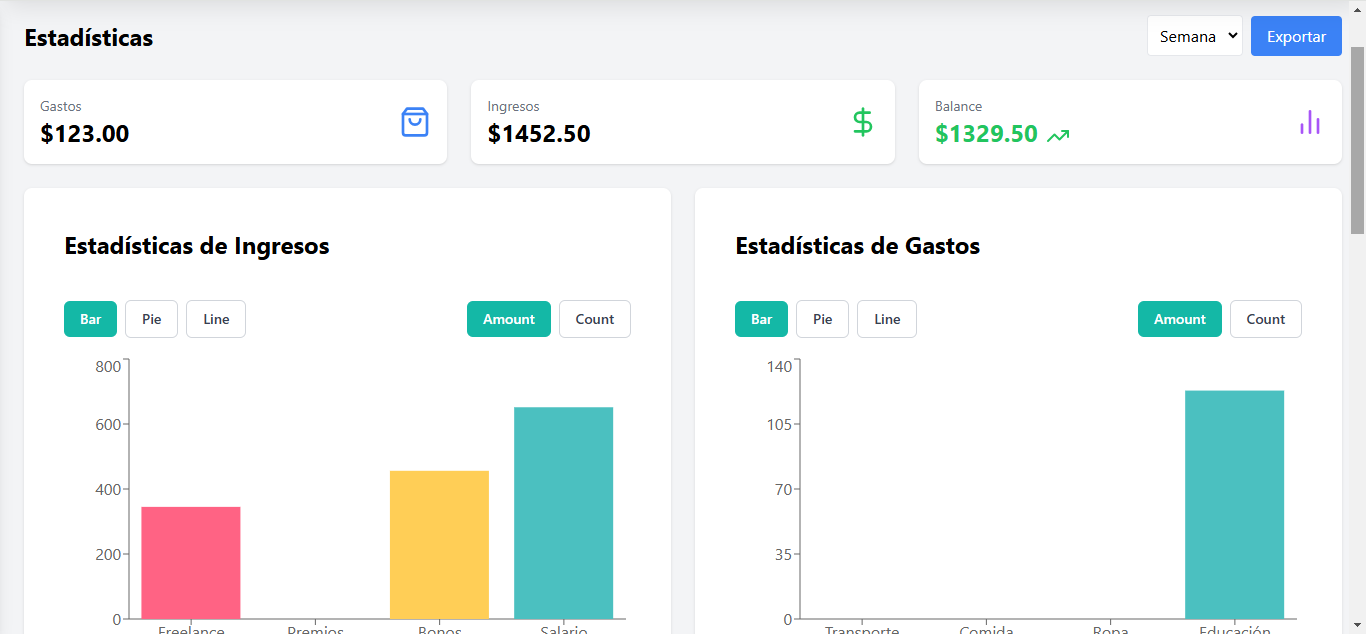 Estadísticas
Semana
Exportar
Gastos
$123.00
Ingresos
$1452.50
Balance
$1329.50
Estadísticas de Ingresos
Bar
Pie
Line
Amount
Count
800
600
400
200
0
Freelance
Premios
Bonos
Salario
Estadísticas de Gastos
Bar
Pie
Line
Amount
Count
140
105
70
35
0
Transporte
Comida
Ropa
Educación